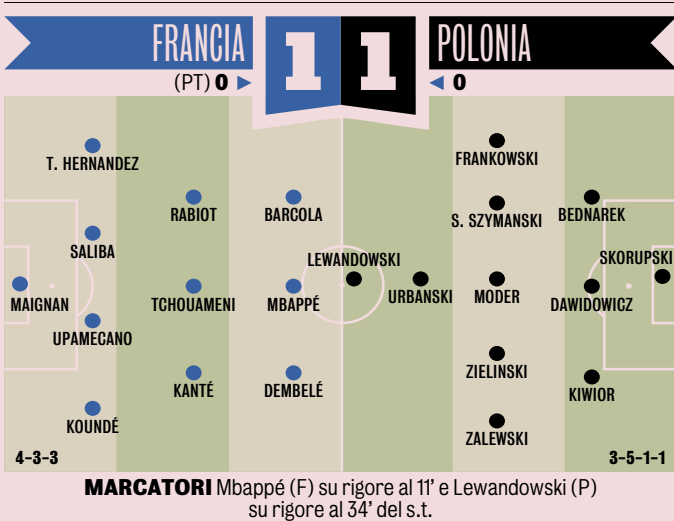 FRANCIA 1 1 POLONIA
(PT) 0 0
T. HERNANDEZ
SALIBA
MAIGNAN
UPAMECANO
KOUNDÉ
RABIOT
TCHOUAMENI
KANTÉ
BARCOLA
MBAPPÉ
DEMBELÉ
LEWANDOWSKI
URBANSKI
FRANKOWSKI
S. SZYMANSKI
MODER
ZIELINSKI
ZALEWSKI
BEDNAREK
DAWIDOWICZ
KIWIOR
SKORUPSKI
4-3-3
3-5-1-1
MARCATORI Mbappé (F) su rigore al 11' e Lewandowski (P)
su rigore al 34' del s.t.